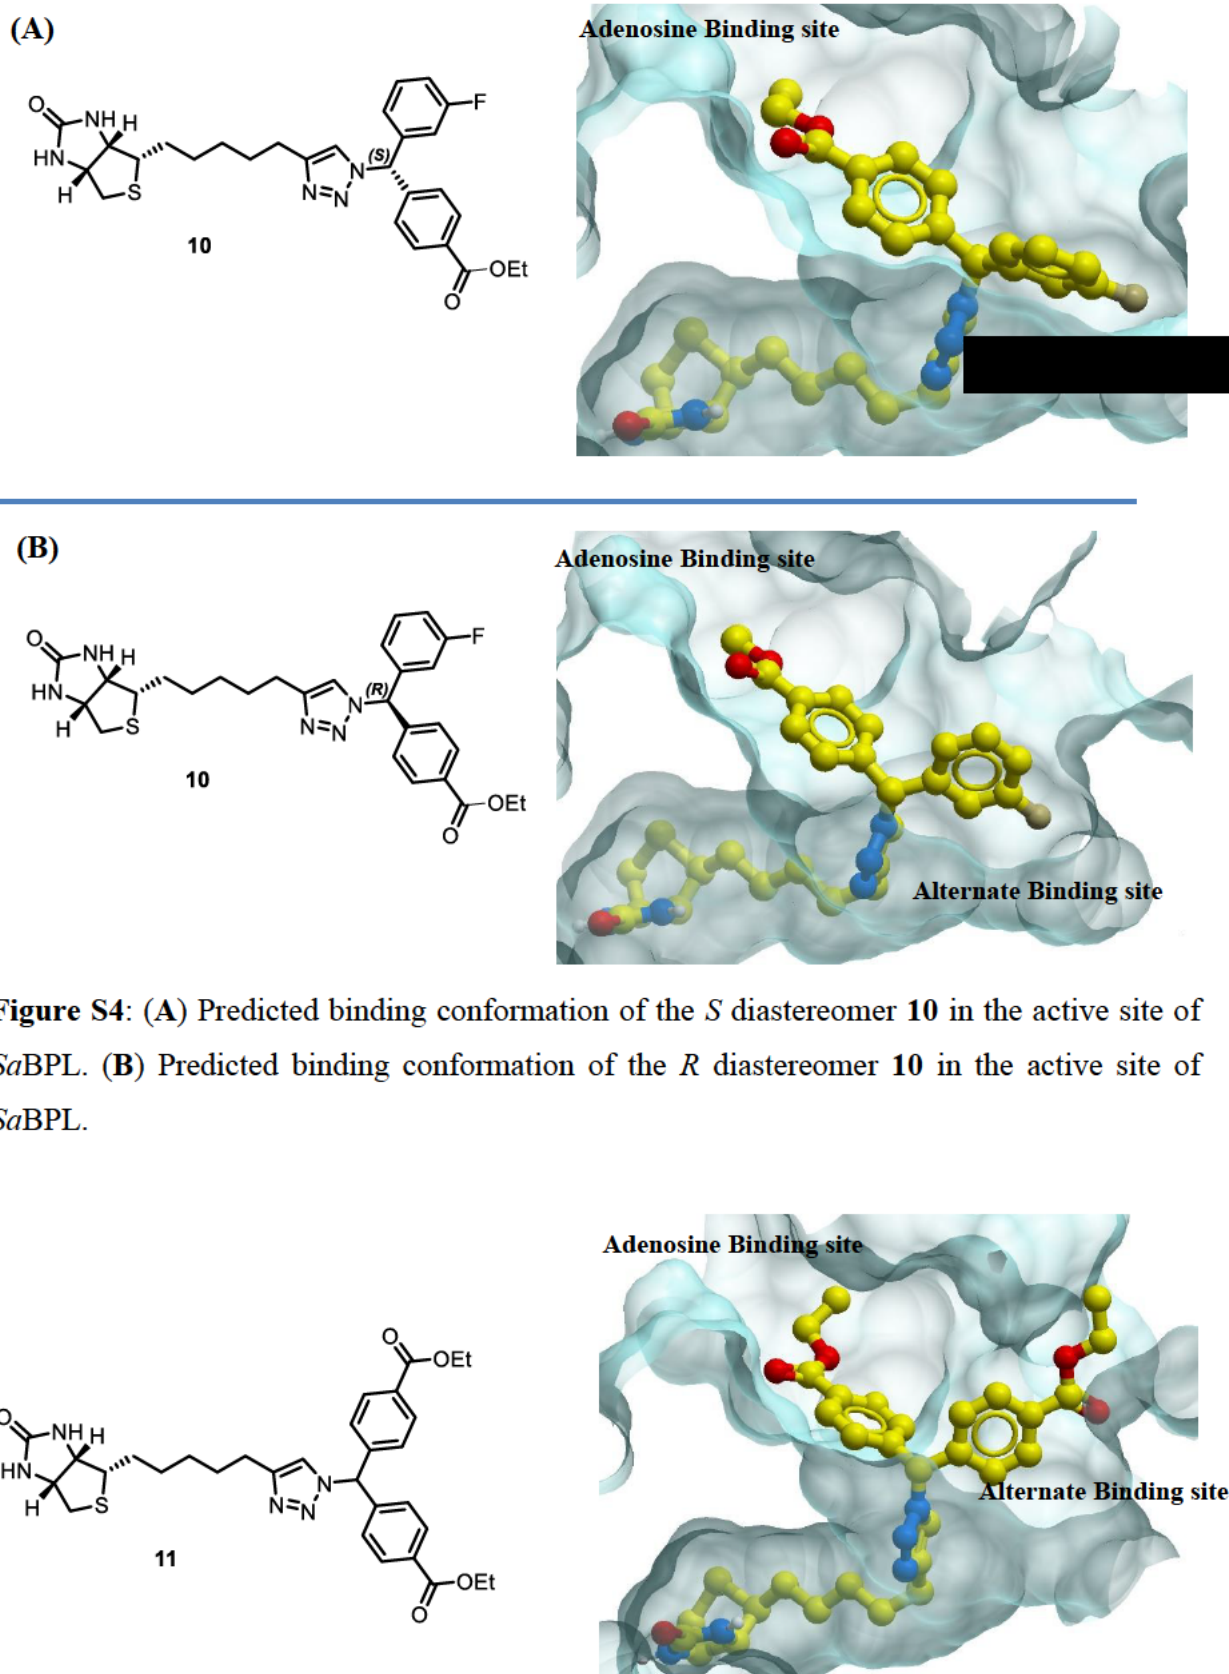 (A)
Adenosine Binding site
O
NH
H
HN
H
S
N
N=N
(S)
F
OEt
O
10
(B)
Adenosine Binding site
O
NH
H
HN
H
S
N
N=N
(R)
F
OEt
O
10
Alternate Binding site
Figure S4: (A) Predicted binding conformation of the S diastereomer 10 in the active site of
SaBPL. (B) Predicted binding conformation of the R diastereomer 10 in the active site of
SaBPL.
Adenosine Binding site
O
OEt
O
NH
H
HN
H
S
N
N=N
OEt
O
11
Alternate Binding site